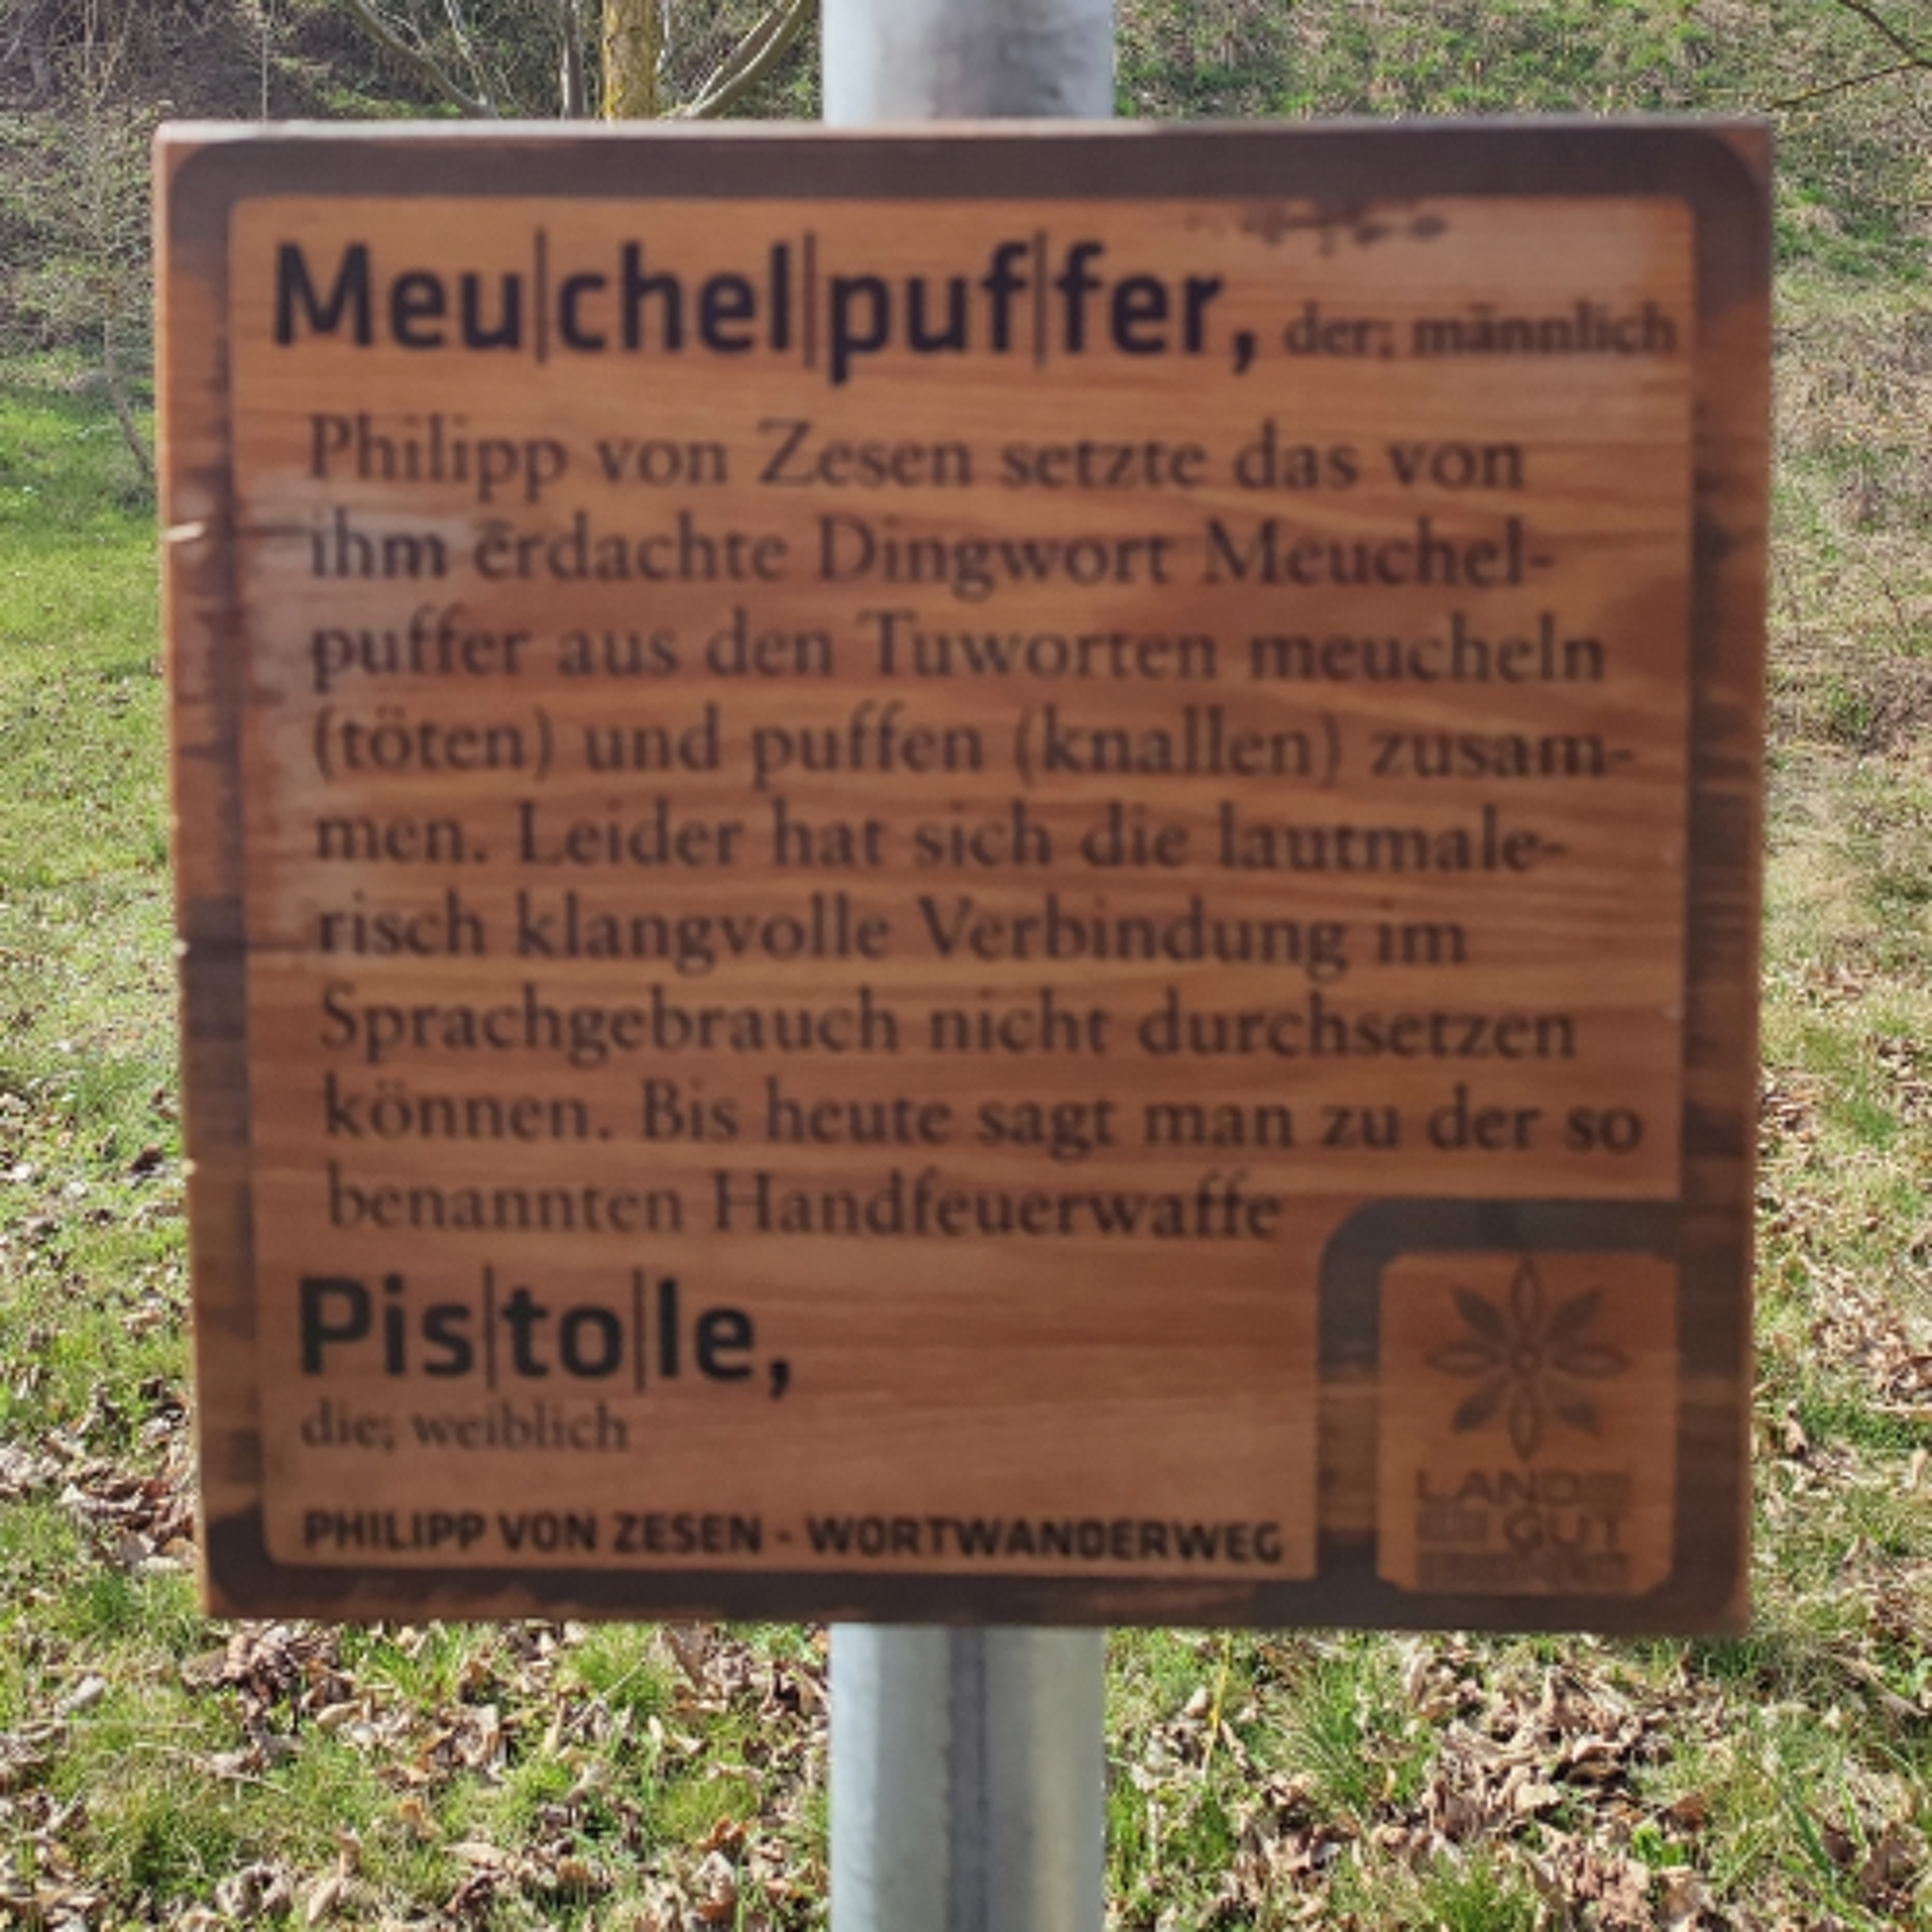 Meu|chel|puf|fer, der; männlich
Philipp von Zesen setzte das von
ihm erdachte Dingwort Meuchel-
puffer aus den Tuworten meucheln
(töten) und puffen (knallen) zusam-
men. Leider hat sich die lautmale-
risch klangvolle Verbindung im
Sprachgebrauch nicht durchsetzen
können. Bis heute sagt man zu der so
benannten Handfeuerwaffe
Pis|to|le,
die; weiblich
PHILIPP VON ZESEN - WORTWANDERWEG
LAND
GUT